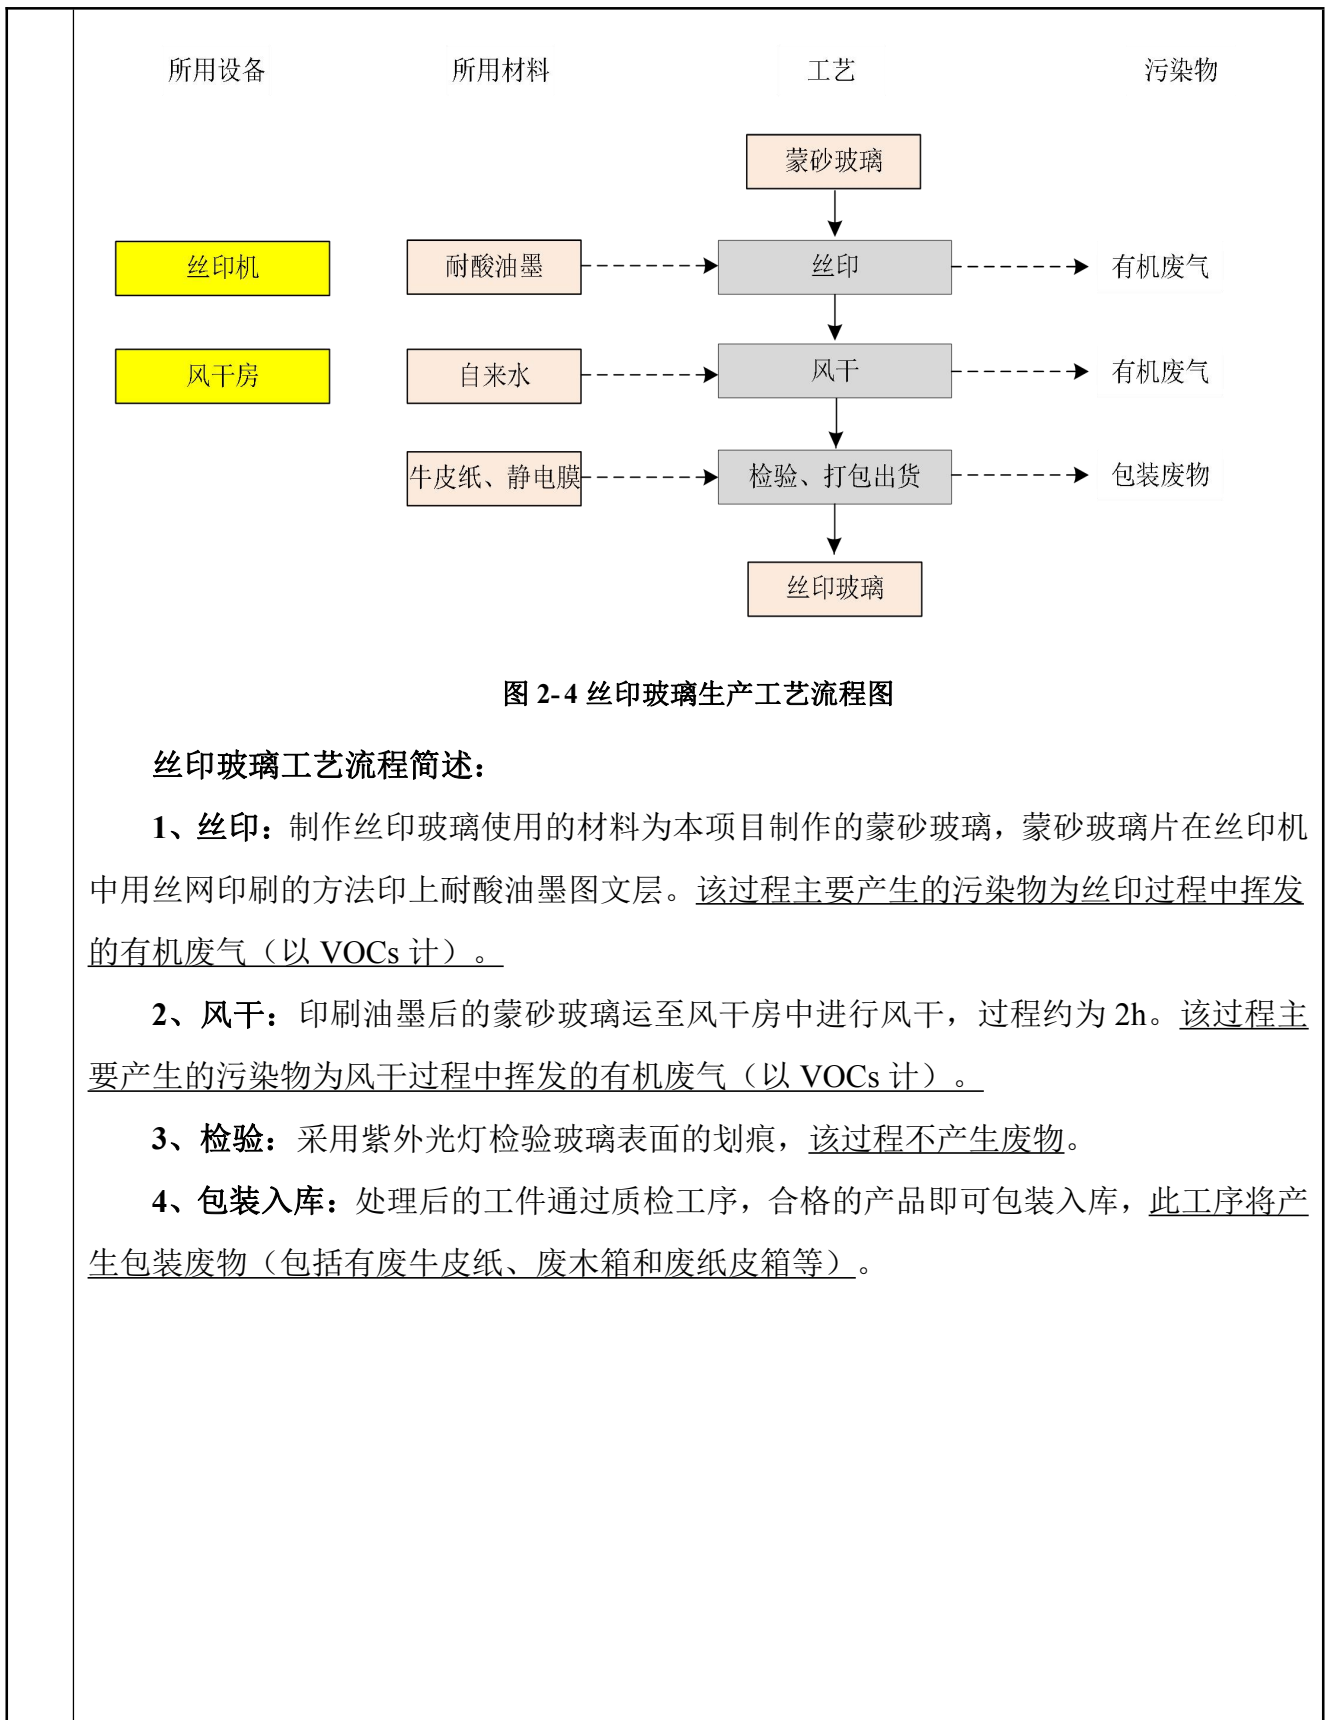 所用设备 所用材料 工艺 污染物
蒙砂玻璃
丝印机 耐酸油墨 丝印 有机废气
风干房 自来水 风干 有机废气
牛皮纸、静电膜 检验、打包出货 包装废物
丝印玻璃
图 2-4 丝印玻璃生产工艺流程图
丝印玻璃工艺流程简述：
1、丝印：制作丝印玻璃使用的材料为本项目制作的蒙砂玻璃，蒙砂玻璃片在丝印机
中用丝网印刷的方法印上耐酸油墨图文层。该过程主要产生的污染物为丝印过程中挥发
的有机废气（以 VOCs 计）。
2、风干：印刷油墨后的蒙砂玻璃运至风干房中进行风干，过程约为 2h。该过程主
要产生的污染物为风干过程中挥发的有机废气（以 VOCs 计）。
3、检验：采用紫外光灯检验玻璃表面的划痕，该过程不产生废物。
4、包装入库：处理后的工件通过质检工序，合格的产品即可包装入库，此工序将产
生包装废物（包括有废牛皮纸、废木箱和废纸皮箱等）。